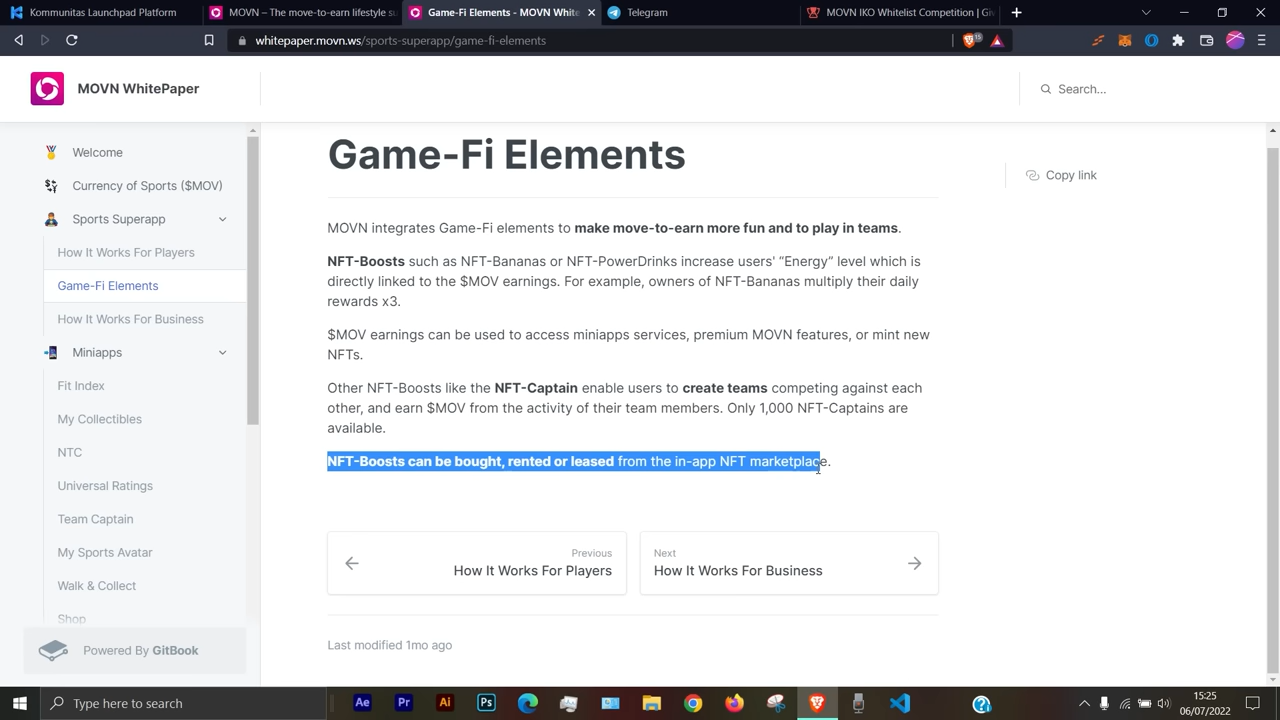 Kommunitas Launchpad Platform
MOVN – The move-to-earn lifestyle su
Game-Fi Elements - MOVN White
Telegram
MOVN IKO Whitelist Competition | Giv
whitepaper.movn.ws/sports-superapp/game-fi-elements
MOVN WhitePaper
Search...
Welcome
Currency of Sports ($MOV)
Sports Superapp
How It Works For Players
Game-Fi Elements
How It Works For Business
Miniapps
Fit Index
My Collectibles
NTC
Universal Ratings
Team Captain
My Sports Avatar
Walk & Collect
Shop
Powered By GitBook
Game-Fi Elements
Copy link
MOVN integrates Game-Fi elements to make move-to-earn more fun and to play in teams.
NFT-Boosts such as NFT-Bananas or NFT-PowerDrinks increase users' “Energy” level which is
directly linked to the $MOV earnings. For example, owners of NFT-Bananas multiply their daily
rewards x3.
$MOV earnings can be used to access miniapps services, premium MOVN features, or mint new
NFTs.
Other NFT-Boosts like the NFT-Captain enable users to create teams competing against each
other, and earn $MOV from the activity of their team members. Only 1,000 NFT-Captains are
available.
NFT-Boosts can be bought, rented or leased from the in-app NFT marketplace.
Previous
How It Works For Players
Next
How It Works For Business
Last modified 1mo ago
Type here to search
Ae
Pr
Ai
Ps
15:25
06/07/2022